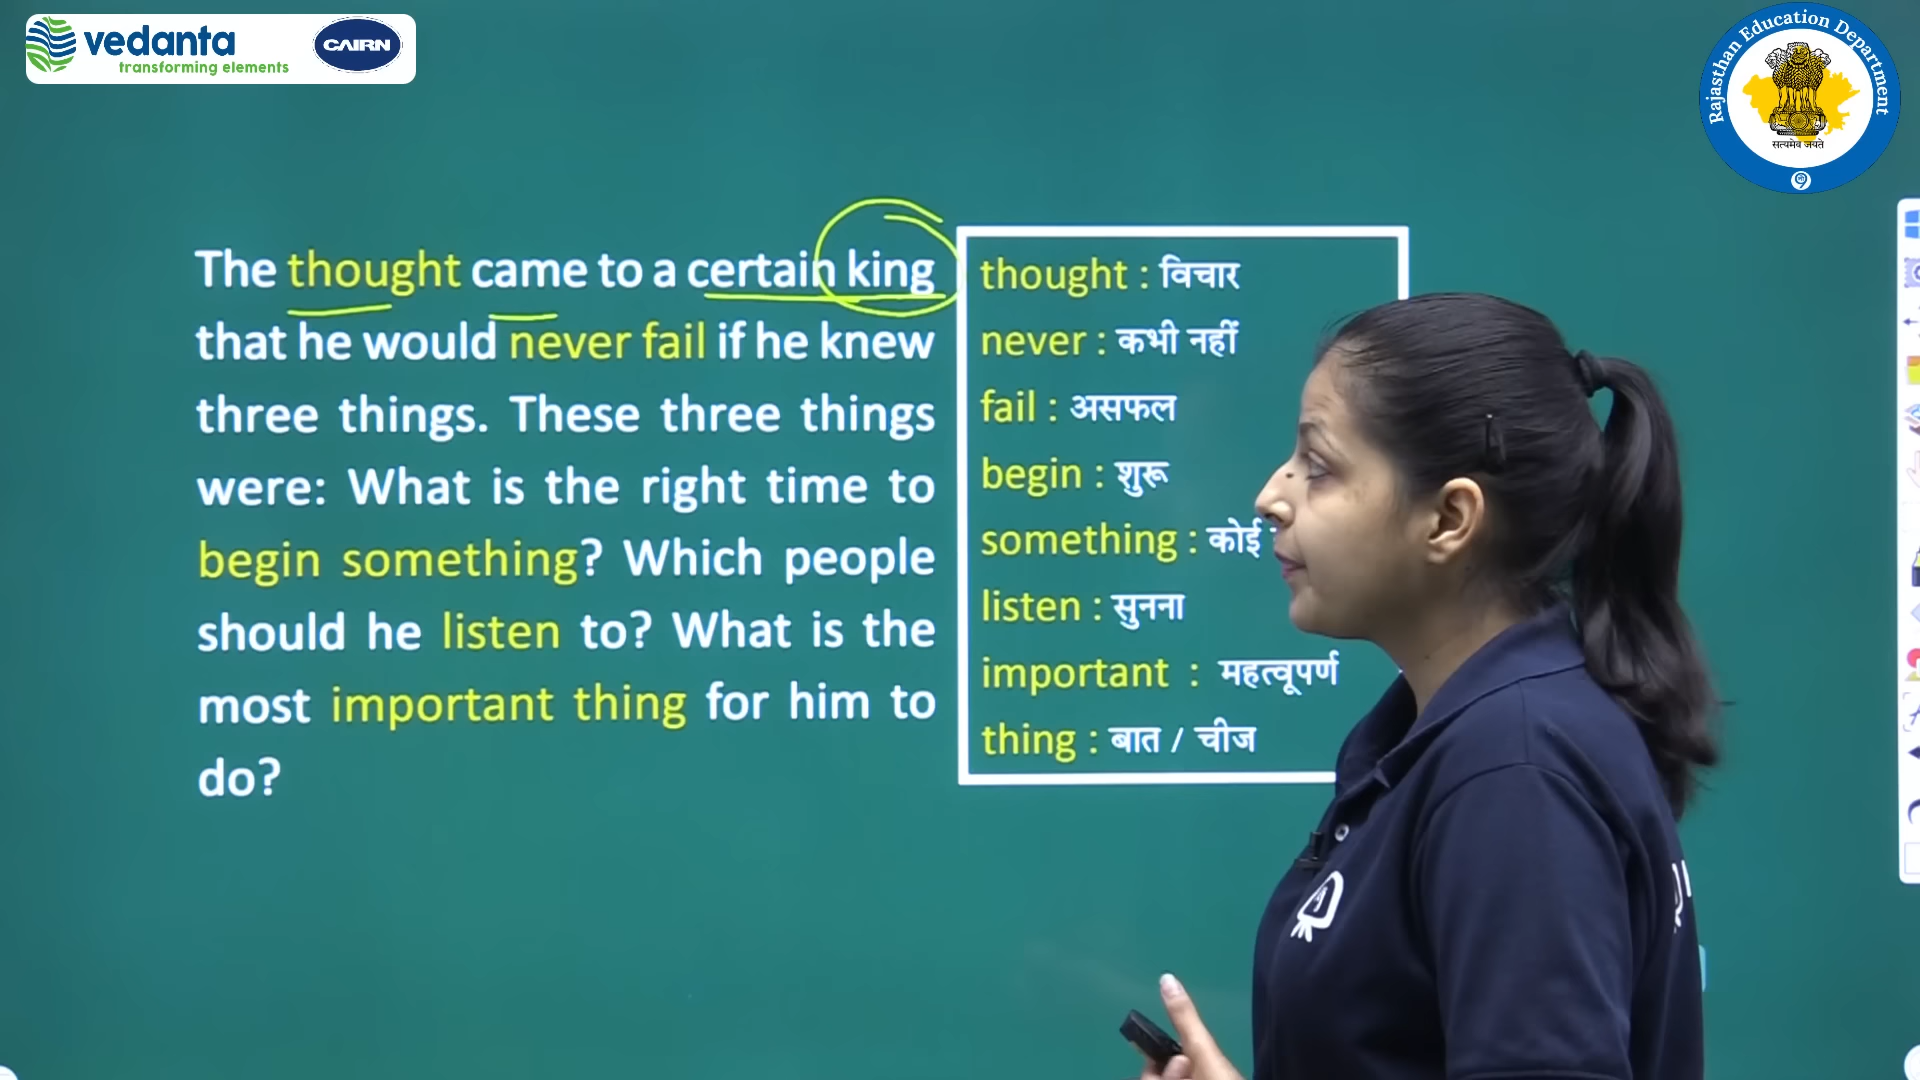 vedanta
transforming elements
CAIRN
Rajasthan Education Department
सत्यमेव जयते
The thought came to a certain king
that he would never fail if he knew
three things. These three things
were: What is the right time to
begin something? Which people
should he listen to? What is the
most important thing for him to
do?
thought : विचार
never : कभी नहीं
fail : असफल
begin : शुरू
something : कोई
listen : सुनना
important : महत्वूपर्ण
thing : बात / चीज